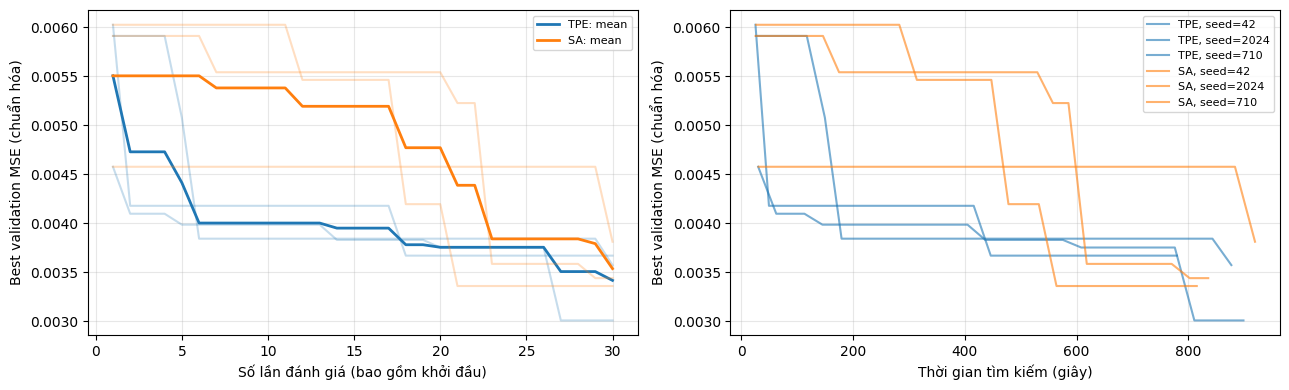 Best validation MSE (chuẩn hóa)
0.0060
0.0055
0.0050
0.0045
0.0040
0.0035
0.0030
TPE: mean
SA: mean
0 5 10 15 20 25 30
Số lần đánh giá (bao gồm khởi đầu)
Best validation MSE (chuẩn hóa)
0.0060
0.0055
0.0050
0.0045
0.0040
0.0035
0.0030
TPE, seed=42
TPE, seed=2024
TPE, seed=710
SA, seed=42
SA, seed=2024
SA, seed=710
0 200 400 600 800
Thời gian tìm kiếm (giây)